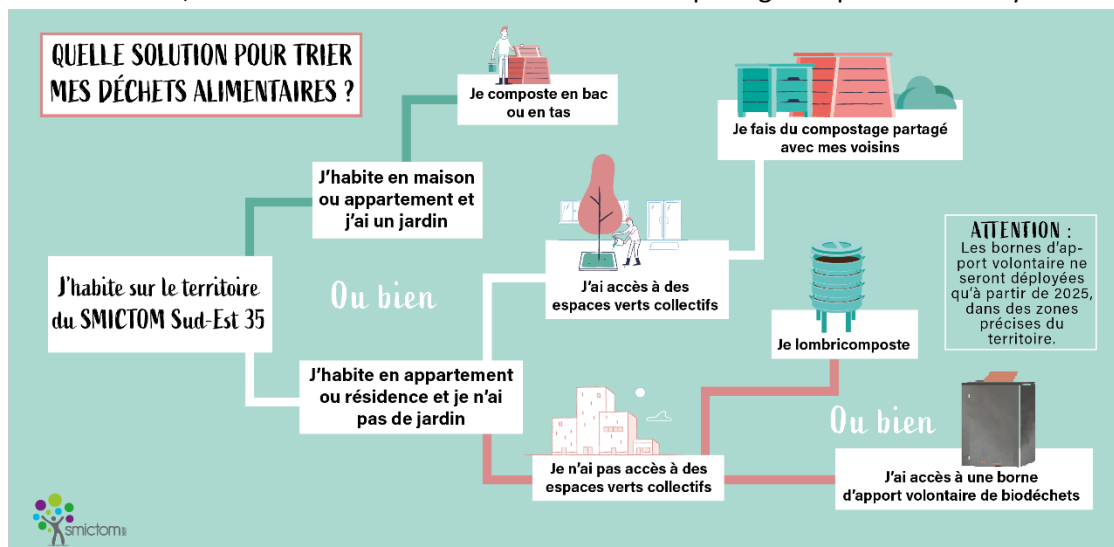 QUELLE SOLUTION POUR TRIER
MES DÉCHETS ALIMENTAIRES ?
Je composte en bac
ou en tas
Je fais du compostage partagé
avec mes voisins
J'habite en maison
ou appartement et
j'ai un jardin
ATTENTION :
Les bornes d'ap-
port volontaire ne
seront déployées
qu'à partir de 2025,
dans des zones
précises du
territoire.
J'habite sur le territoire
du SMICTOM Sud-Est 35
Ou bien
J'ai accès à des
espaces verts collectifs
Je lombricomposte
J'habite en appartement
ou résidence et je n'ai
pas de jardin
Ou bien
Je n'ai pas accès à des
espaces verts collectifs
J'ai accès à une borne
d'apport volontaire de biodéchets
smictom